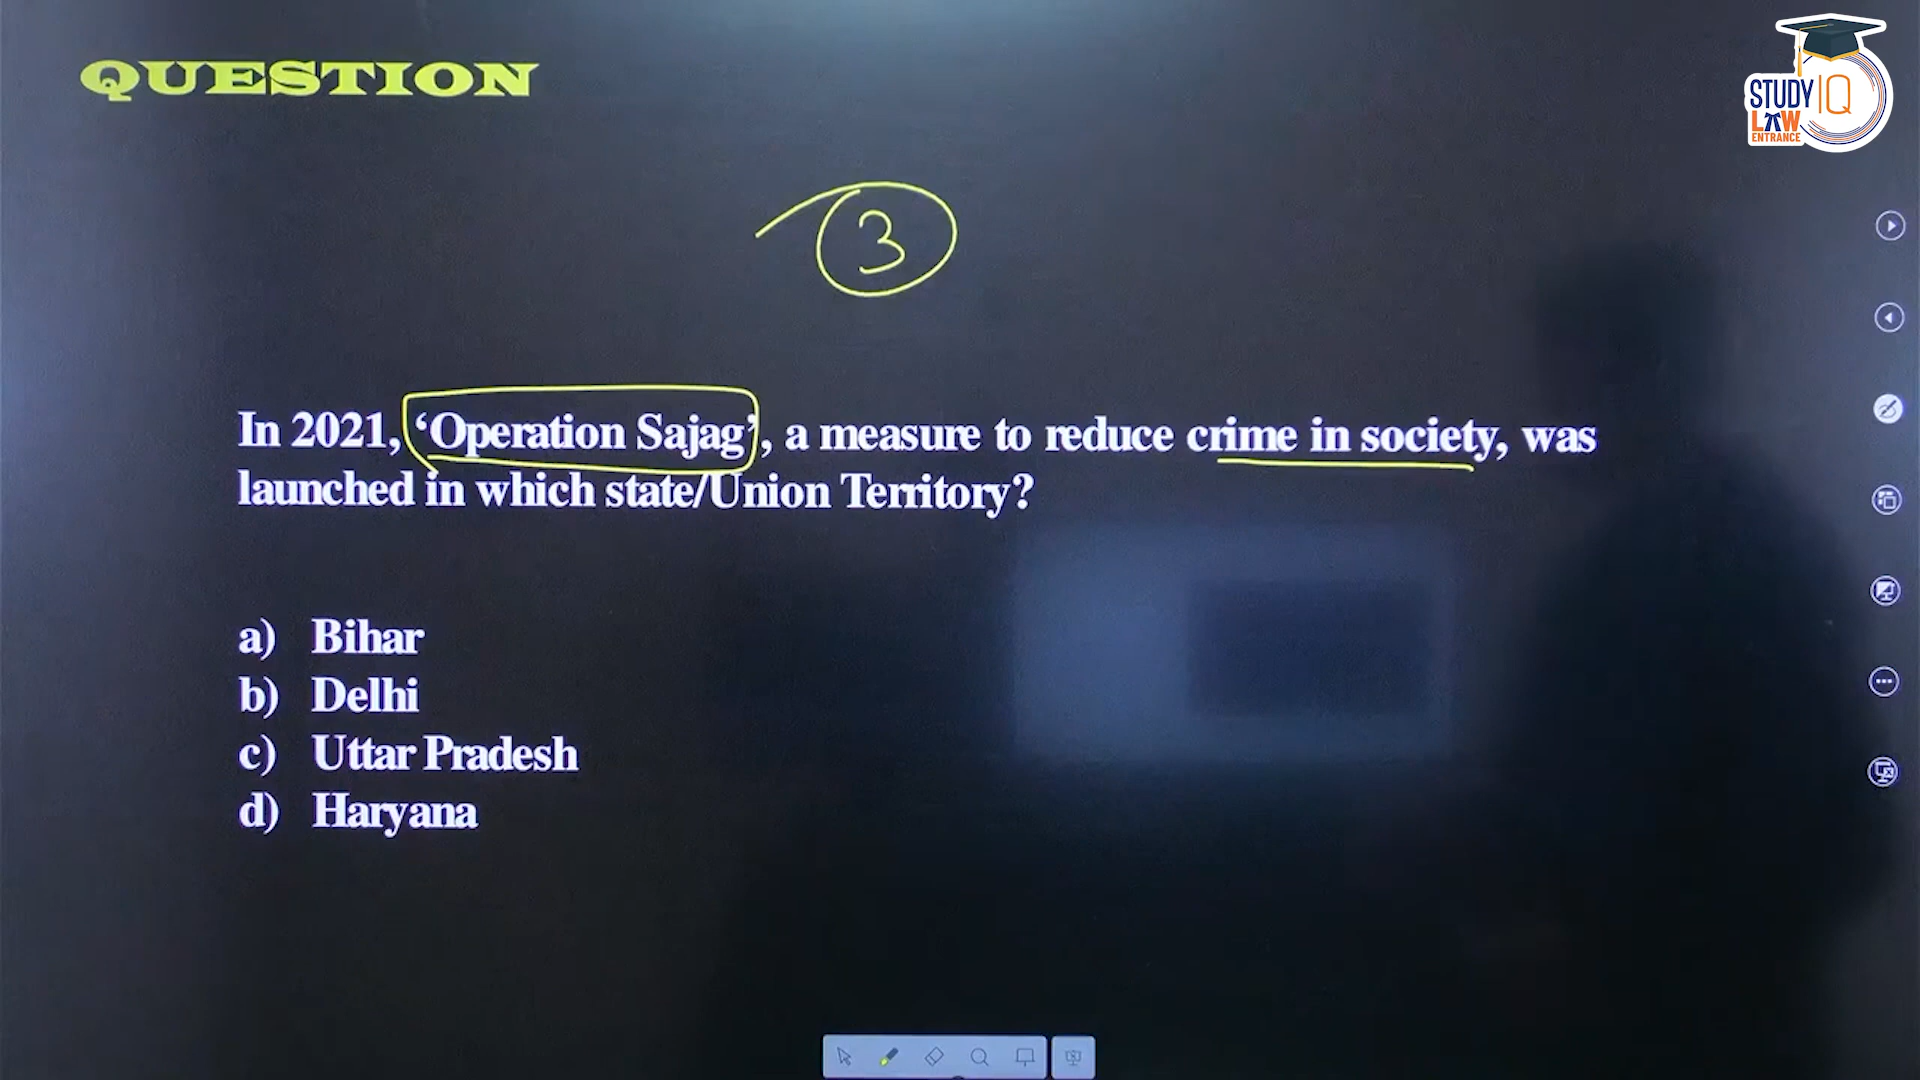 QUESTION
STUDY IQ
LAW
ENTRANCE
3
In 2021, ‘Operation Sajag’, a measure to reduce crime in society, was
launched in which state/Union Territory?
a) Bihar
b) Delhi
c) Uttar Pradesh
d) Haryana